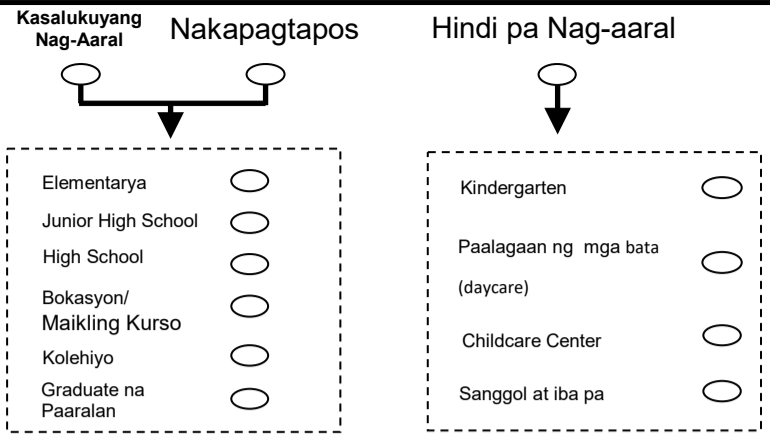 Kasalukuyang
Nag-Aaral
Nakapagtapos
Hindi pa Nag-aaral
Elementarya
Junior High School
High School
Bokasyon/
Maikling Kurso
Kolehiyo
Graduate na
Paaralan
Kindergarten
Paalagaan ng mga bata
(daycare)
Childcare Center
Sanggol at iba pa